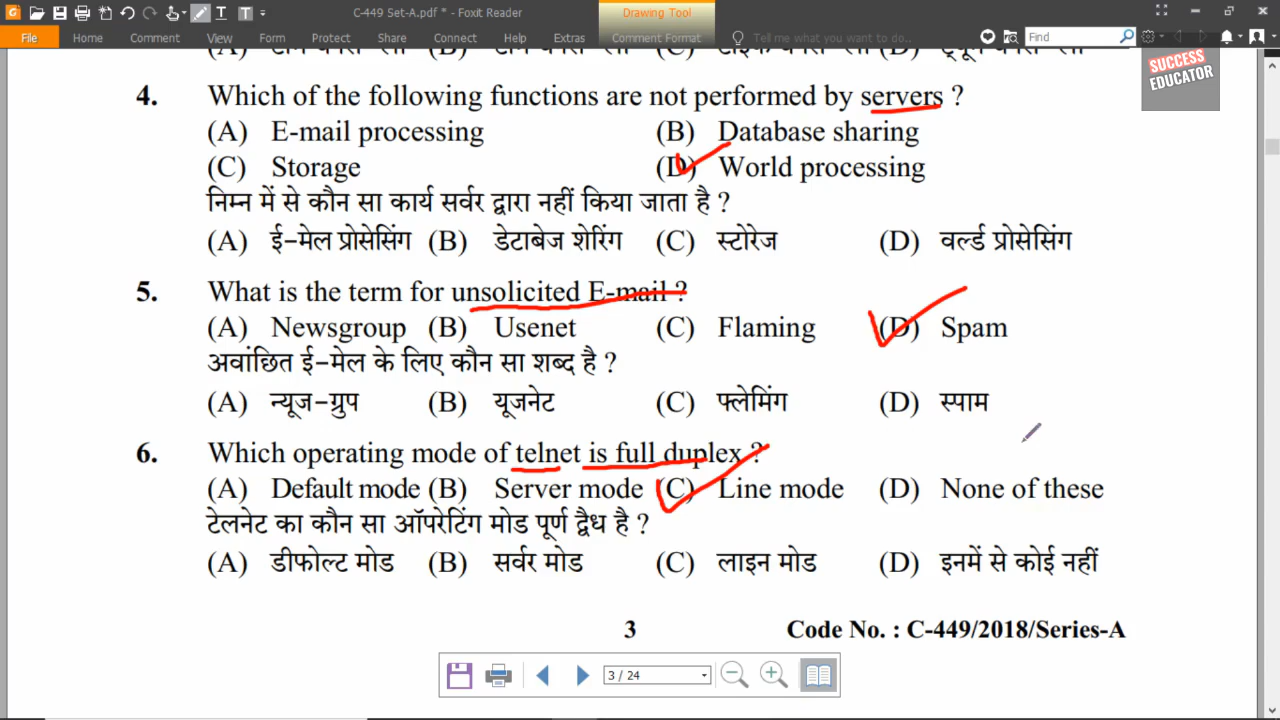 C-449 Set-A.pdf * - Foxit Reader
Drawing Tool
File Home Comment View Form Protect Share Connect Help Extras Comment Format Tell me what you want to do.. Find
SUCCESS
EDUCATOR
4. Which of the following functions are not performed by servers ?
(A) E-mail processing (B) Database sharing
(C) Storage (D) World processing
निम्न में से कौन सा कार्य सर्वर द्वारा नहीं किया जाता है ?
(A) ई-मेल प्रोसेसिंग (B) डेटाबेज शेरिंग (C) स्टोरेज (D) वर्ल्ड प्रोसेसिंग
5. What is the term for unsolicited E-mail ?
(A) Newsgroup (B) Usenet (C) Flaming (D) Spam
अवांछित ई-मेल के लिए कौन सा शब्द है ?
(A) न्यूज-ग्रुप (B) यूजनेट (C) फ्लेमिंग (D) स्पाम
6. Which operating mode of telnet is full duplex ?
(A) Default mode (B) Server mode (C) Line mode (D) None of these
टेलनेट का कौन सा ऑपरेटिंग मोड पूर्ण द्वैध है ?
(A) डीफोल्ट मोड (B) सर्वर मोड (C) लाइन मोड (D) इनमें से कोई नहीं
3 Code No. : C-449/2018/Series-A
3 / 24